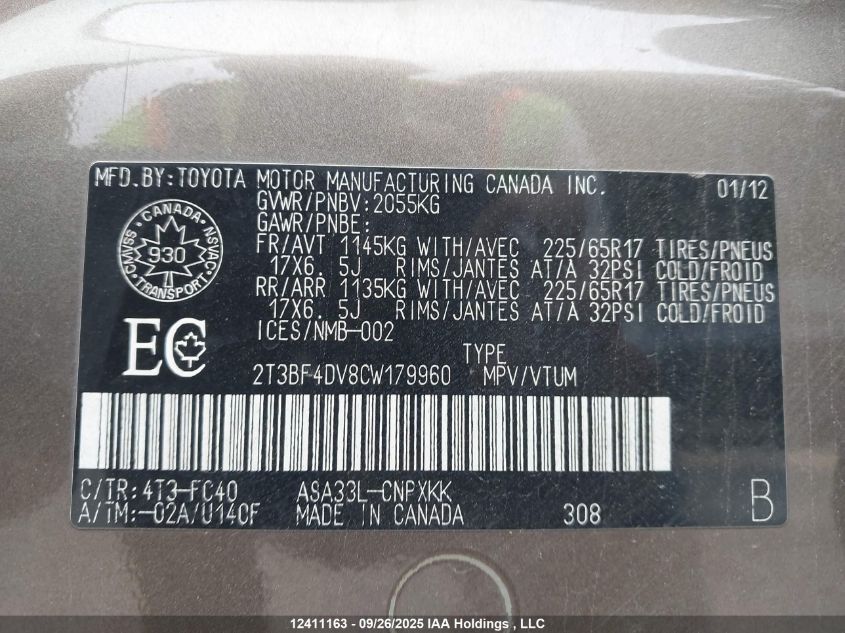 MFD.BY:TOYOTA MOTOR MANUFACTURING CANADA INC. 01/12
GVWR/PNBV:2055KG
GAWR/PNBE:
FR/AVT 1145KG WITH/AVEC 225/65R17 TIRES/PNEUS
17X6. 5J RIMS/JANTES AT/A 32PSI COLD/FROID
RR/ARR 1135KG WITH/AVEC 225/65R17 TIRES/PNEUS
17X6. 5J RIMS/JANTES AT/A 32PSI COLD/FROID
ICES/NMB-002
CANADA
CMVSS 930 NSVAC
TRANSPORT
EC
TYPE
2T3BF4DV8CW179960 MPV/VTUM
C/TR:4T3-FC40 ASA33L-CNPXKK
A/TM:-02A/U140F MADE IN CANADA 308 B
12411163 - 09/26/2025 IAA Holdings , LLC